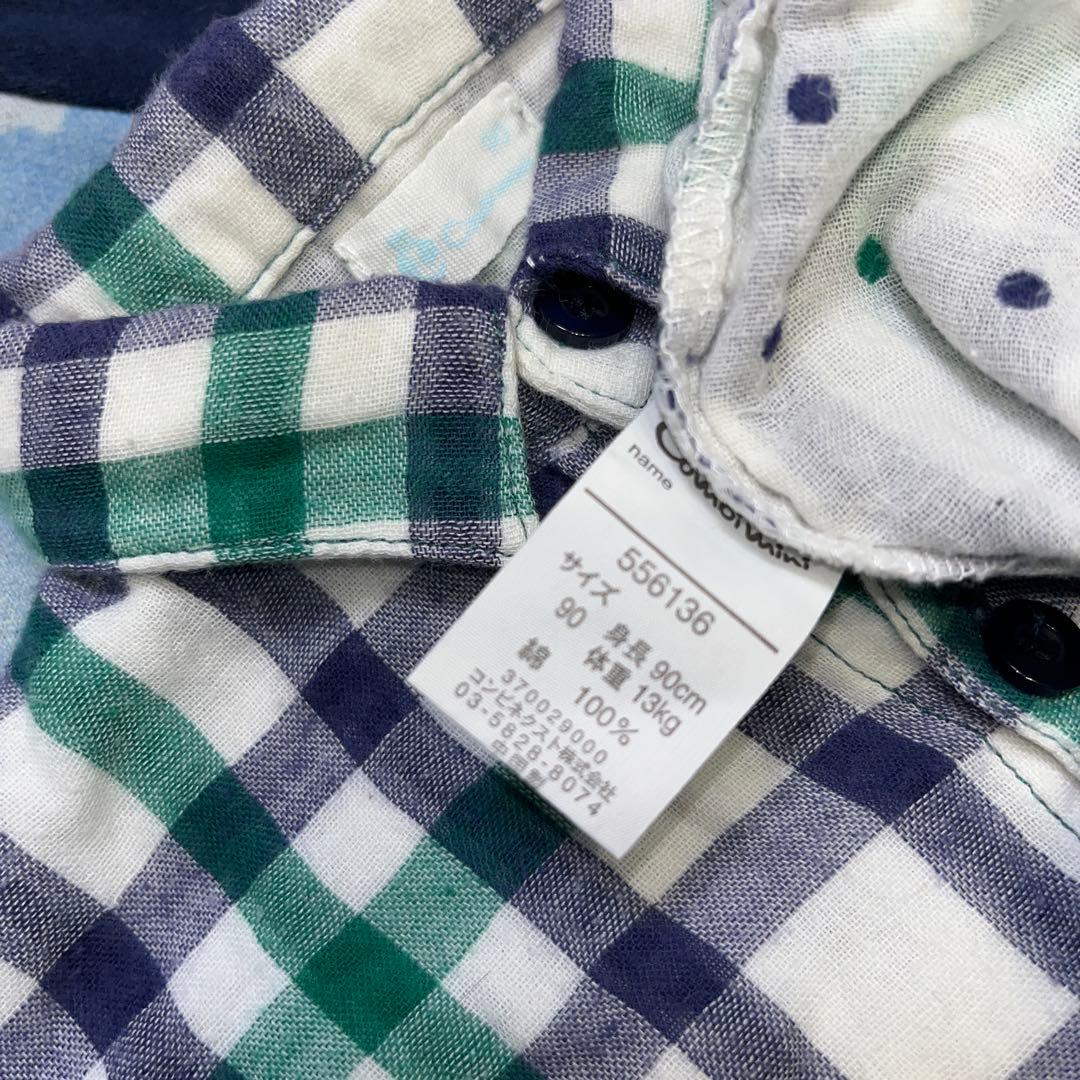 Combimini
name
556136
サイズ 身長 90cm
90 体重 13kg
綿 100%
370029000
コンビネクスト株式会社
03-5828-8074
中国製